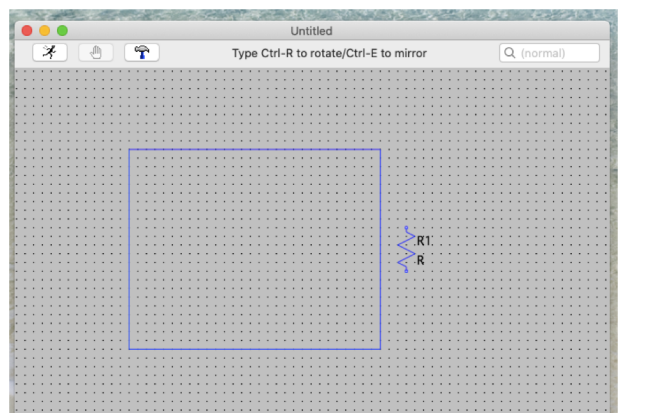 Untitled
Type Ctrl-R to rotate/Ctrl-E to mirror
(normal)
R1
R